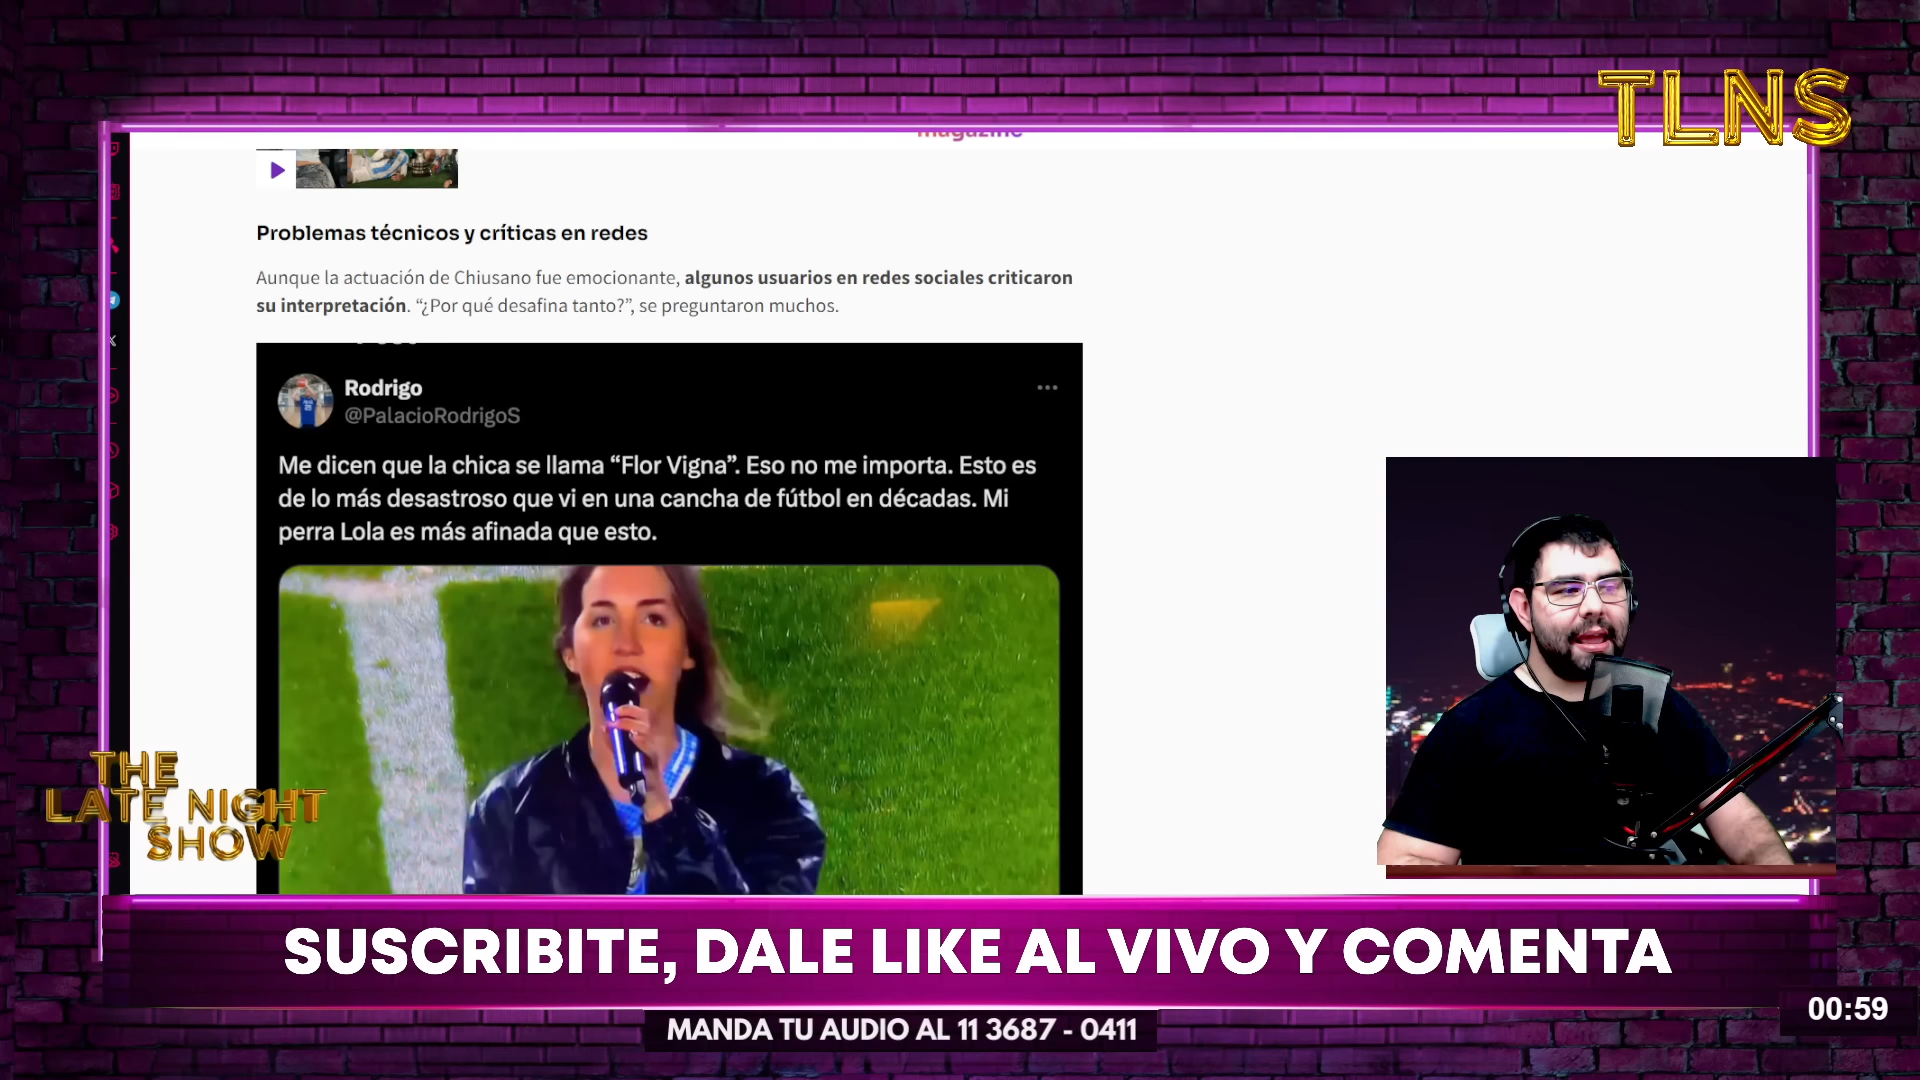 TLNS
magazine
Problemas técnicos y críticas en redes
Aunque la actuación de Chiusano fue emocionante, algunos usuarios en redes sociales criticaron
su interpretación. “¿Por qué desafina tanto?”, se preguntaron muchos.
Rodrigo
@PalacioRodrigoS
Me dicen que la chica se llama “Flor Vigna”. Eso no me importa. Esto es
de lo más desastroso que vi en una cancha de fútbol en décadas. Mi
perra Lola es más afinada que esto.
THE
LATE NIGHT
SHOW
SUSCRIBITE, DALE LIKE AL VIVO Y COMENTA
00:59
MANDA TU AUDIO AL 11 3687 - 0411